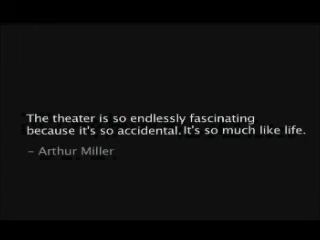 The theater is so endlessly fascinating
because it's so accidental. It's so much like life.
– Arthur Miller